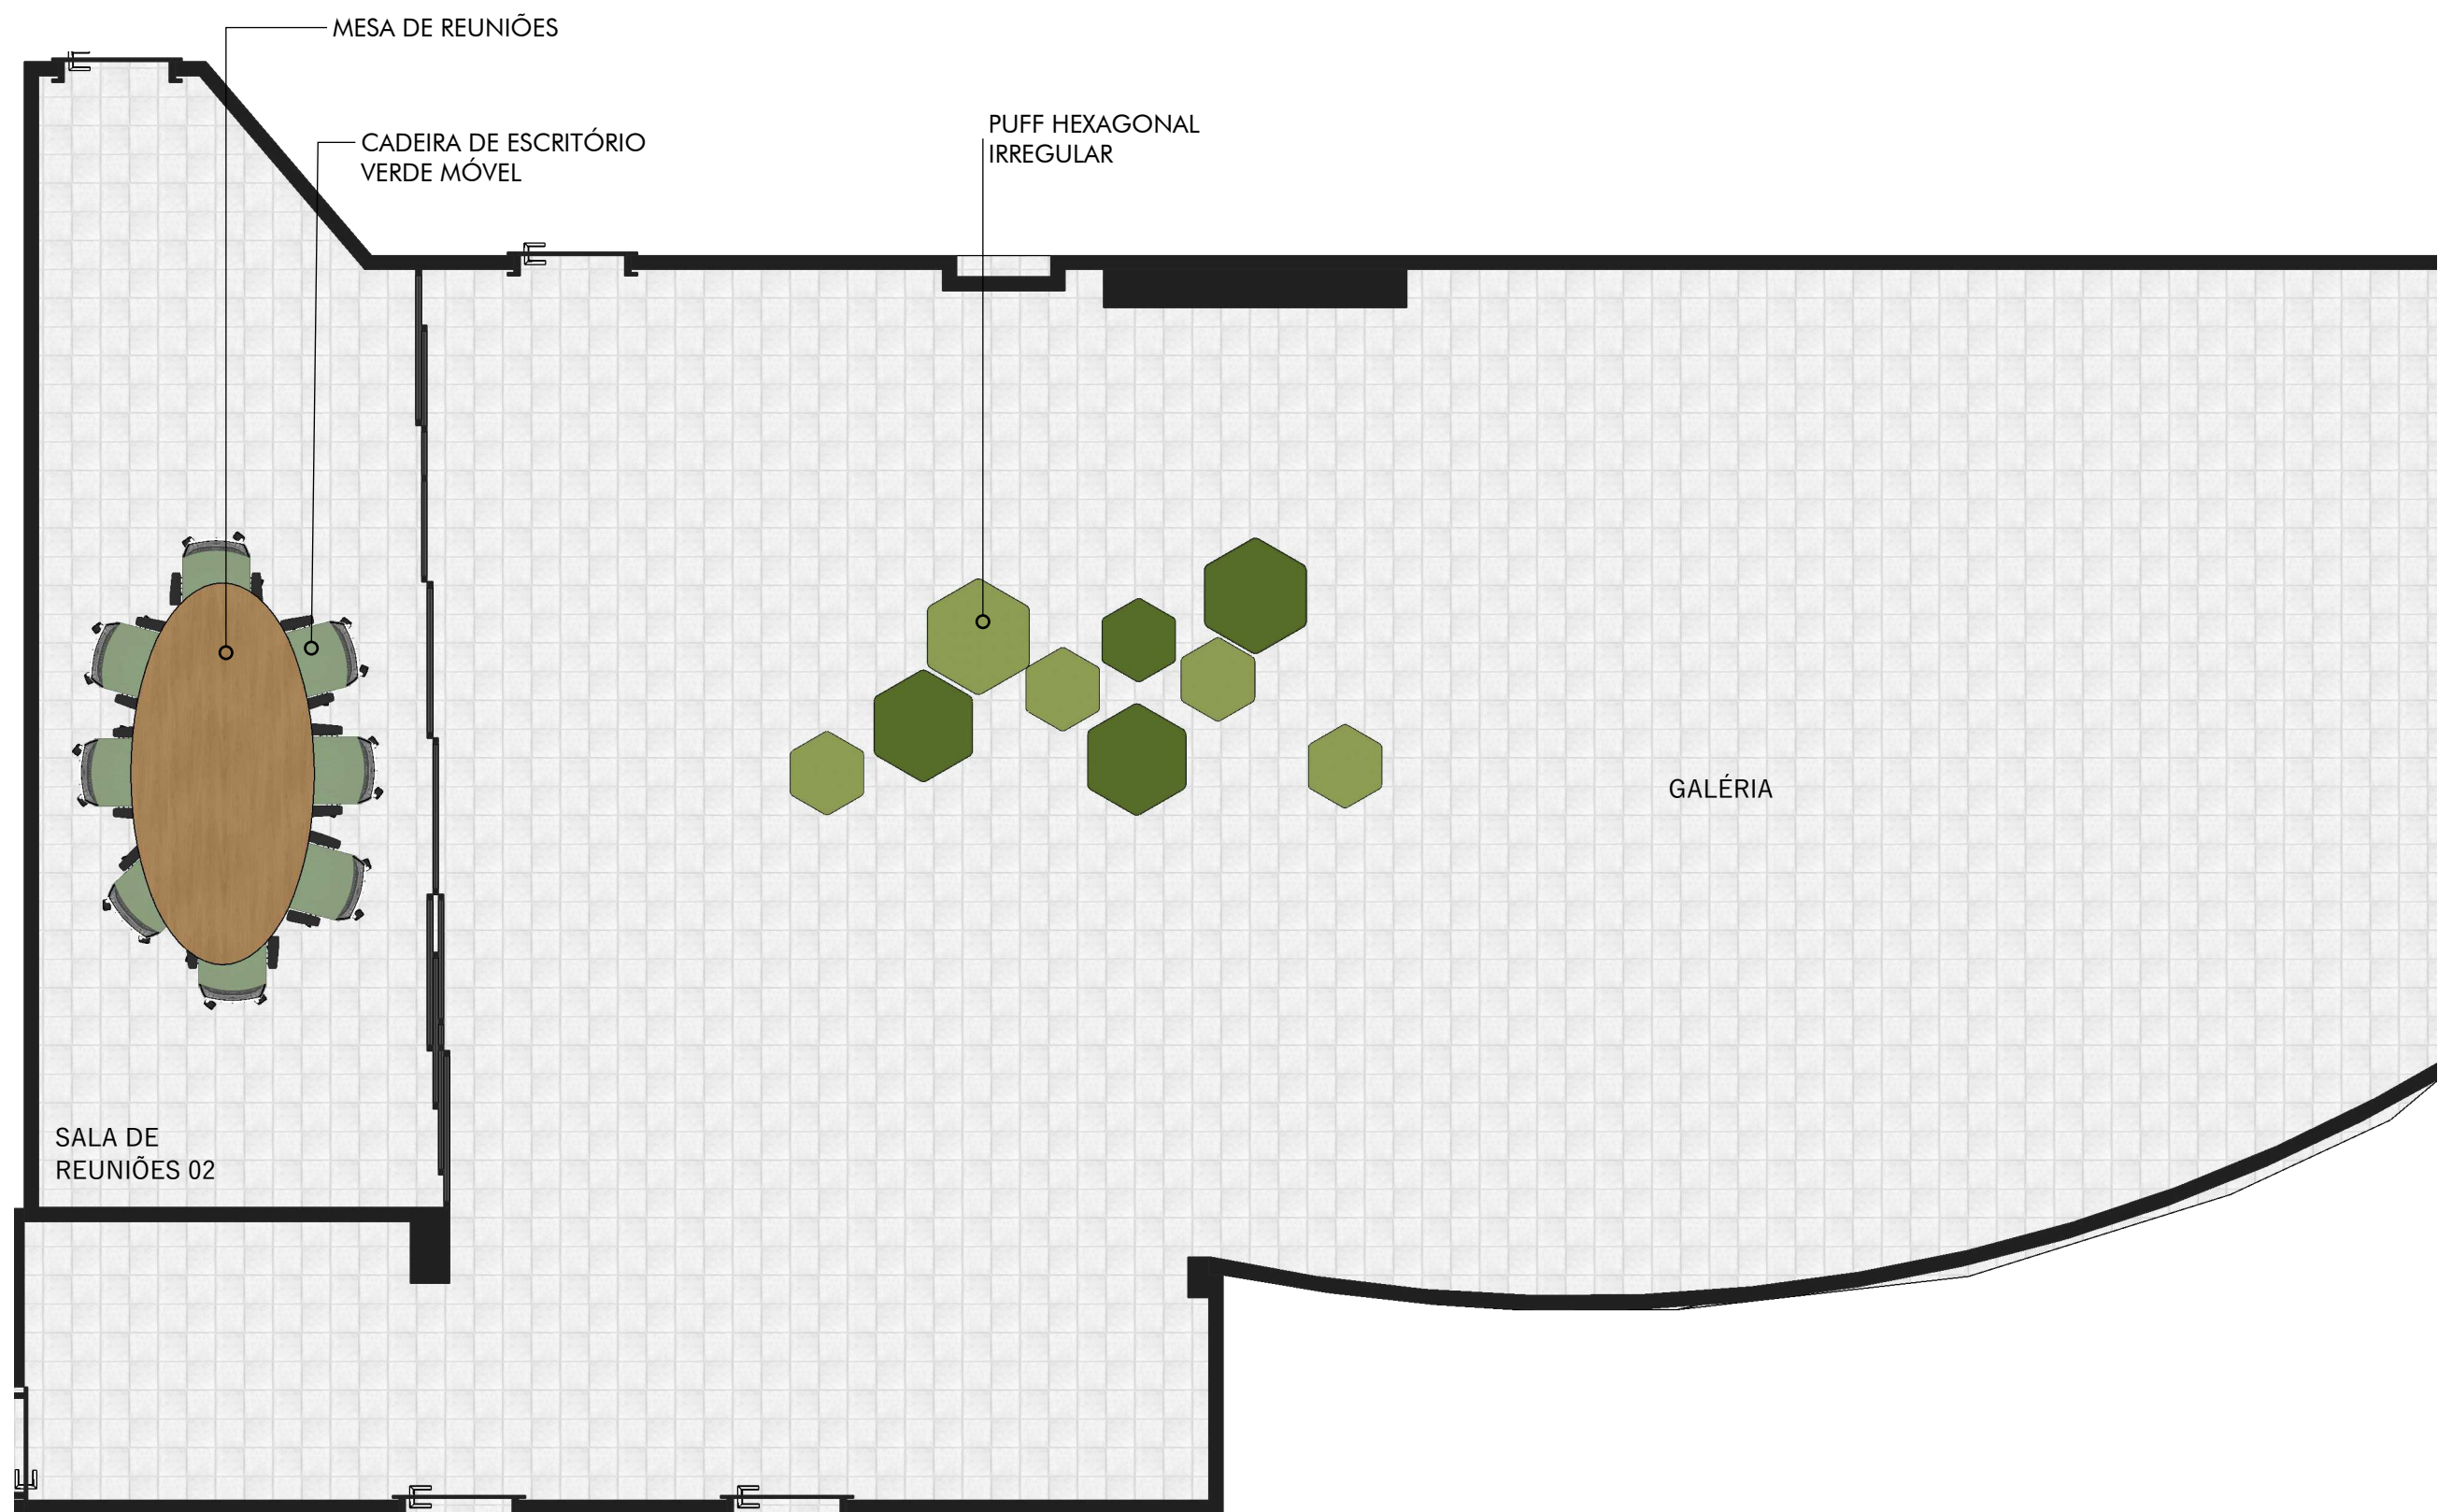 MESA DE REUNIÕES
CADEIRA DE ESCRITÓRIO
VERDE MÓVEL
PUFF HEXAGONAL
IRREGULAR
GALÉRIA
SALA DE
REUNIÕES 02